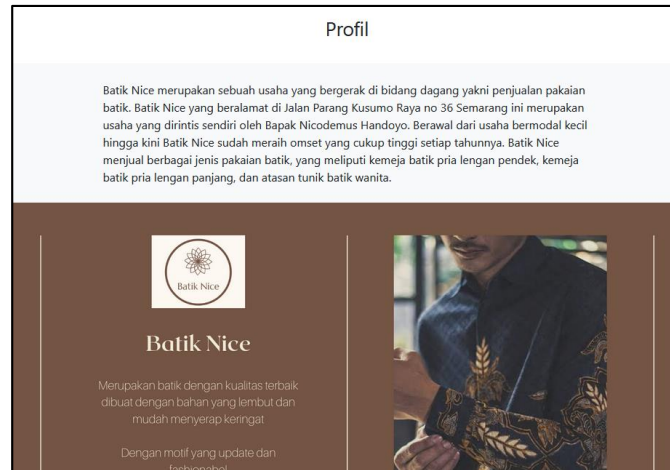 Profil
Batik Nice merupakan sebuah usaha yang bergerak di bidang dagang yakni penjualan pakaian
batik. Batik Nice yang beralamat di Jalan Parang Kusumo Raya no 36 Semarang ini merupakan
usaha yang dirintis sendiri oleh Bapak Nicodemus Handoyo. Berawal dari usaha bermodal kecil
hingga kini Batik Nice sudah meraih omset yang cukup tinggi setiap tahunnya. Batik Nice
menjual berbagai jenis pakaian batik, yang meliputi kemeja batik pria lengan pendek, kemeja
batik pria lengan panjang, dan atasan tunik batik wanita.
Batik Nice
Batik Nice
Merupakan batik dengan kualitas terbaik
dibuat dengan bahan yang lembut dan
mudah menyerap keringat
Dengan motif yang update dan
fashionabel